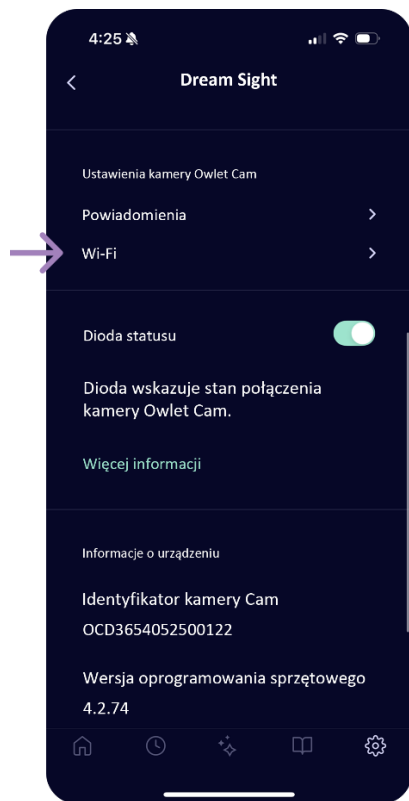 4:25
Dream Sight
Ustawienia kamery Owlet Cam
Powiadomienia
Wi-Fi
Dioda statusu
Dioda wskazuje stan połączenia
kamery Owlet Cam.
Więcej informacji
Informacje o urządzeniu
Identyfikator kamery Cam
OCD3654052500122
Wersja oprogramowania sprzętowego
4.2.74